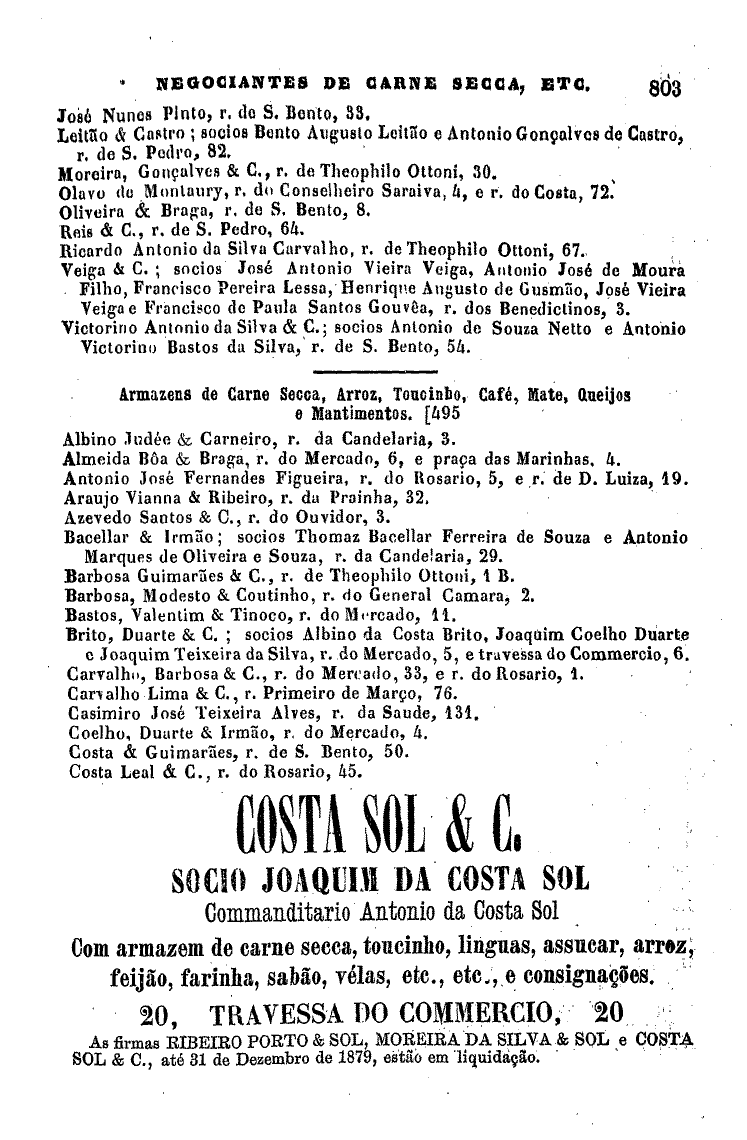 NEGOCIANTES DE CARNE SECCA, ETC. 803
José Nunes Pinto, r. de S. Bento, 33.
Leitão & Castro ; socios Bento Augusto Leitão e Antonio Gonçalves de Castro,
r. de S. Pedro, 82.
Moreira, Gonçalves & C., r. de Theophilo Ottoni, 30.
Olavo de Montaury, r. do Conselheiro Saraiva, 4, e r. do Costa, 72.
Oliveira & Braga, r. de S. Bento, 8.
Reis & C., r. de S. Pedro, 64.
Ricardo Antonio da Silva Carvalho, r. de Theophilo Ottoni, 67.
Veiga & C. ; socios José Antonio Vieira Veiga, Antonio José de Moura
Filho, Francisco Pereira Lessa, Henrique Augusto de Gusmão, José Vieira
Veiga e Francisco de Paula Santos Gouvêa, r. dos Benedictinos, 3.
Victorino Antonio da Silva & C.; socios Antonio de Souza Netto e Antonio
Victorino Bastos da Silva, r. de S. Bento, 54.
Armazens de Carne Secca, Arroz, Toucinho, Café, Mate, Queijos
e Mantimentos. [495
Albino Judée & Carneiro, r. da Candelaria, 3.
Almeida Bôa & Braga, r. do Mercado, 6, e praça das Marinhas, 4.
Antonio José Fernandes Figueira, r. do Rosario, 5, e r. de D. Luiza, 19.
Araujo Vianna & Ribeiro, r. da Prainha, 32.
Azevedo Santos & C., r. do Ouvidor, 3.
Bacellar & Irmão; socios Thomaz Bacellar Ferreira de Souza e Antonio
Marques de Oliveira e Souza, r. da Candelaria, 29.
Barbosa Guimarães & C., r. de Theophilo Ottoni, 1 B.
Barbosa, Modesto & Coutinho, r. do General Camara, 2.
Bastos, Valentim & Tinoco, r. do Mercado, 11.
Brito, Duarte & C. ; socios Albino da Costa Brito, Joaquim Coelho Duarte
e Joaquim Teixeira da Silva, r. do Mercado, 5, e travessa do Commercio, 6.
Carvalho, Barbosa & C., r. do Mercado, 33, e r. do Rosario, 1.
Carvalho Lima & C., r. Primeiro de Março, 76.
Casimiro José Teixeira Alves, r. da Saude, 131.
Coelho, Duarte & Irmão, r. do Mercado, 4.
Costa & Guimarães, r. de S. Bento, 50.
Costa Leal & C., r. do Rosario, 45.
COSTA SOL & C.
SOCIO JOAQUIM DA COSTA SOL
Commanditario Antonio da Costa Sol
Com armazem de carne secca, toucinho, linguas, assucar, arroz,
feijão, farinha, sabão, vélas, etc., etc., e consignações.
20, TRAVESSA DO COMMERCIO, 20
As firmas RIBEIRO PORTO & SOL, MOREIRA DA SILVA & SOL e COSTA
SOL & C., até 31 de Dezembro de 1879, estão em liquidação.